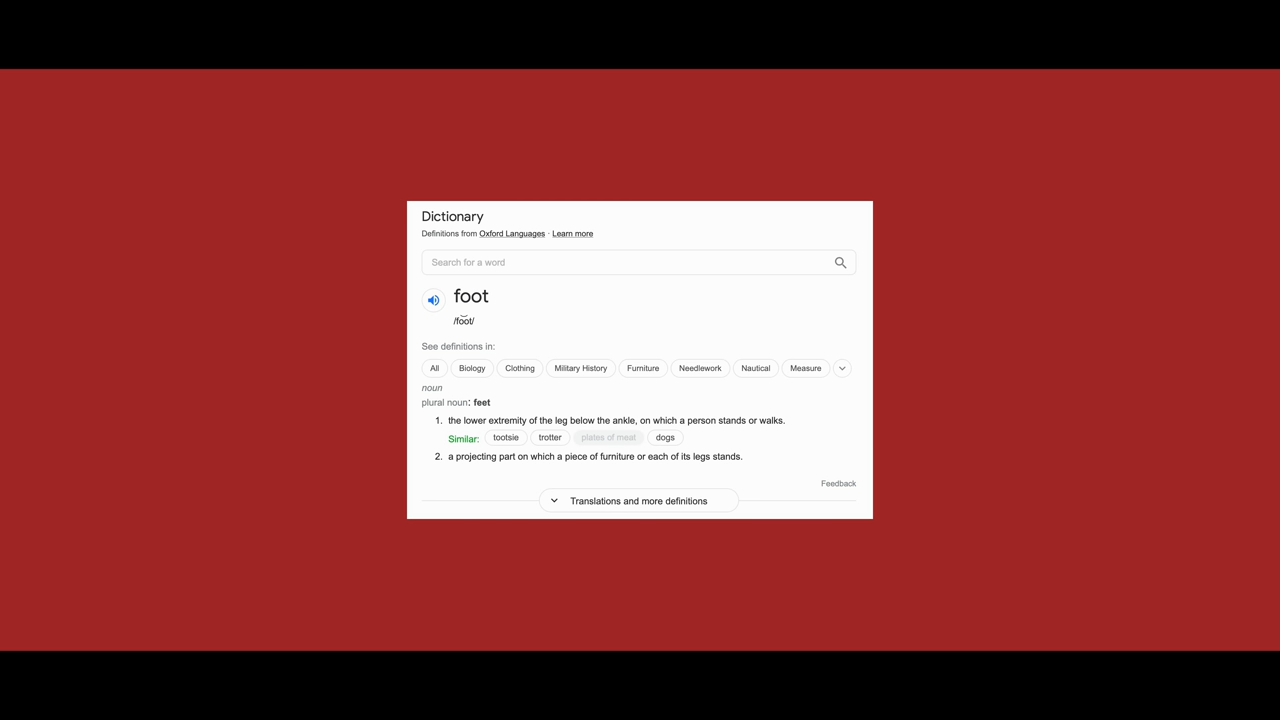 Dictionary
Definitions from Oxford Languages · Learn more
Search for a word
foot
/fo͝ot/
See definitions in:
All Biology Clothing Military History Furniture Needlework Nautical Measure
noun
plural noun: feet
1. the lower extremity of the leg below the ankle, on which a person stands or walks.
Similar: tootsie trotter plates of meat dogs
2. a projecting part on which a piece of furniture or each of its legs stands.
Feedback
Translations and more definitions